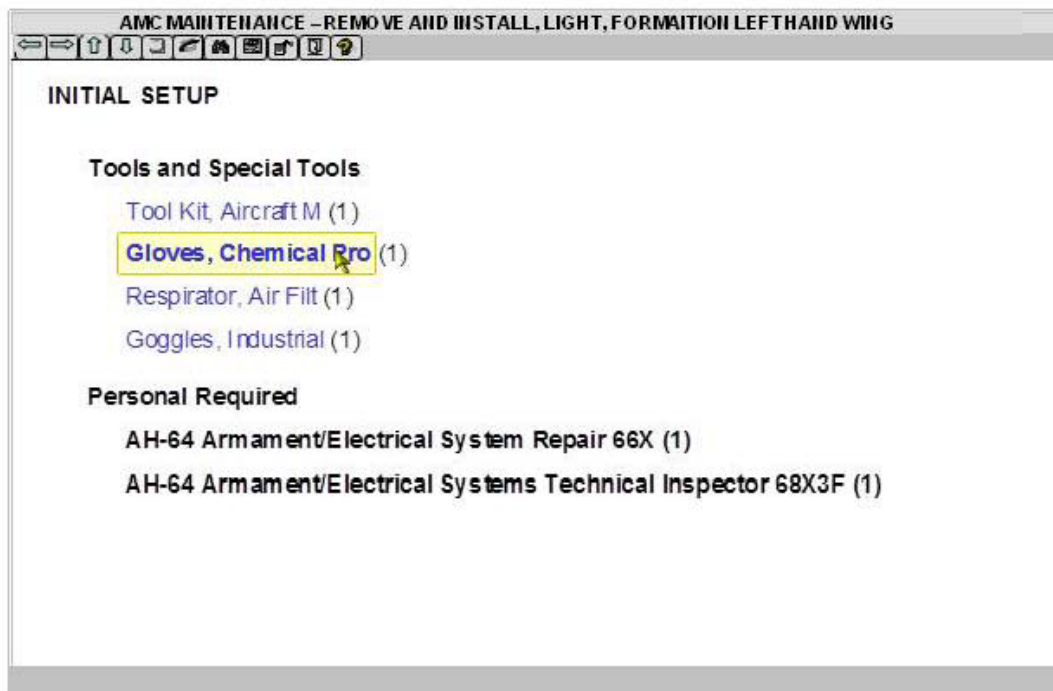 AMC MAINTENANCE – REMOVE AND INSTALL, LIGHT, FORMAITION LEFTHAND WING
INITIAL SETUP
Tools and Special Tools
Tool Kit, Aircraft M (1)
Gloves, Chemical Pro (1)
Respirator, Air Filt (1)
Goggles, Industrial (1)
Personal Required
AH-64 Armament/Electrical System Repair 66X (1)
AH-64 Armament/Electrical Systems Technical Inspector 68X3F (1)